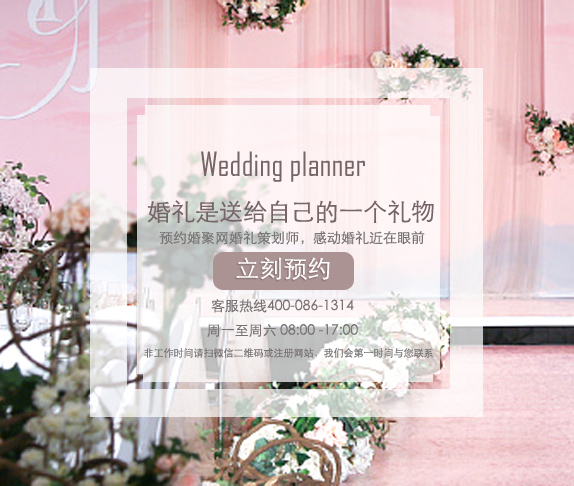 Wedding planner
婚礼是送给自己的一个礼物
预约婚聚网婚礼策划师，感动婚礼近在眼前
立刻预约
客服热线400-086-1314
周一至周六 08:00 -17:00
非工作时间请扫微信二维码或注册网站，我们会第一时间与您联系